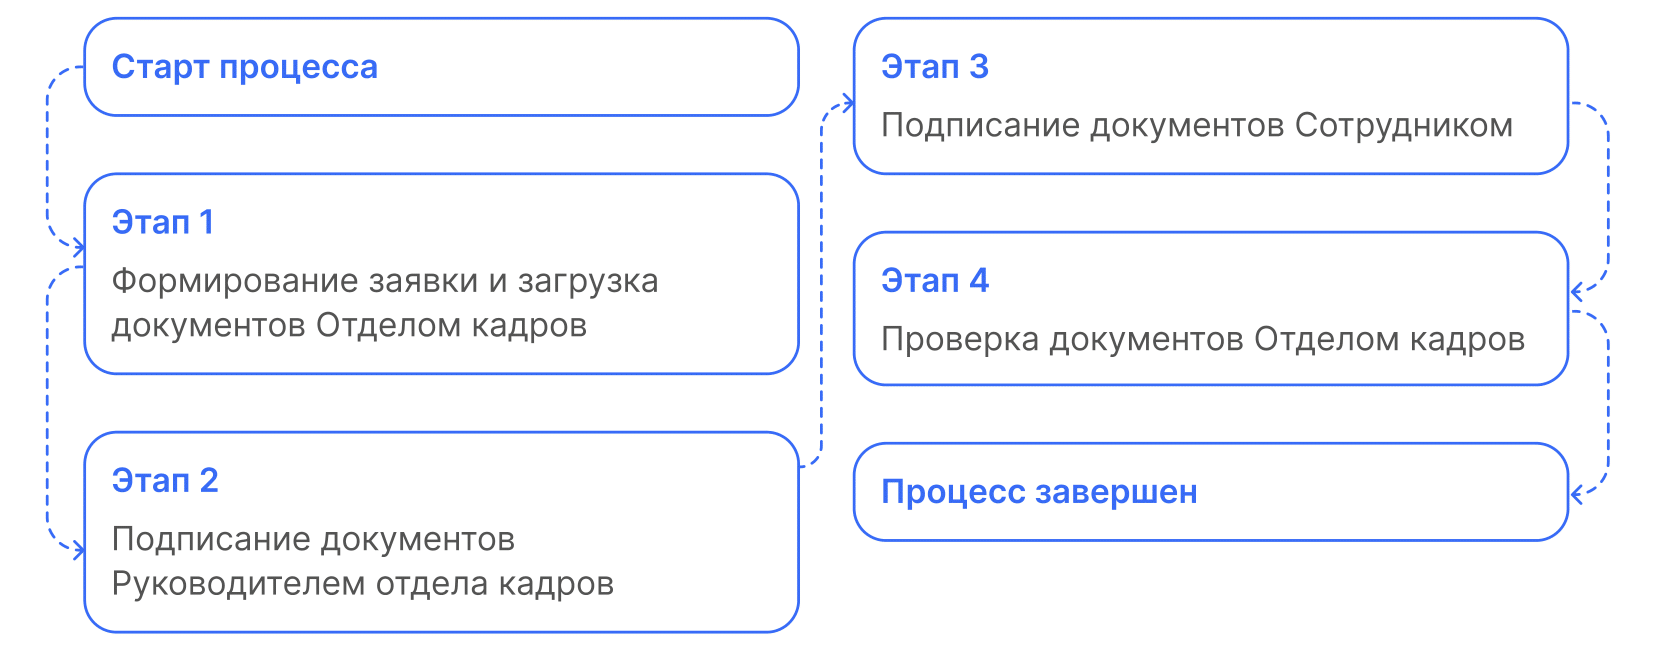 Старт процесса
Этап 1
Формирование заявки и загрузка
документов Отделом кадров
Этап 2
Подписание документов
Руководителем отдела кадров
Этап 3
Подписание документов Сотрудником
Этап 4
Проверка документов Отделом кадров
Процесс завершен